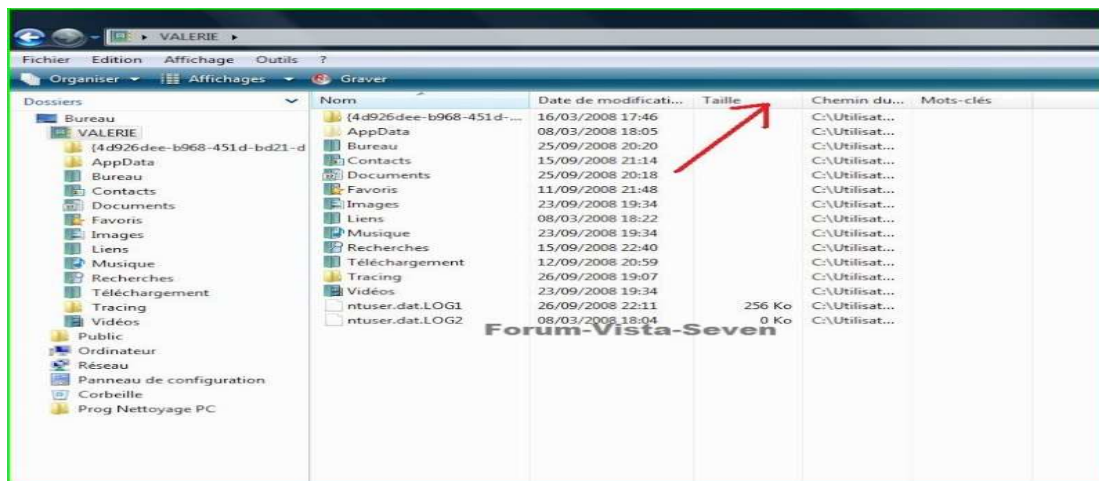 VALERIE
Fichier Edition Affichage Outils ?
Organiser Affichages Graver
Dossiers
Bureau
VALERIE
{4d926dee-b968-451d-bd21-d
AppData
Bureau
Contacts
Documents
Favoris
Images
Liens
Musique
Recherches
Téléchargement
Tracing
Vidéos
Public
Ordinateur
Réseau
Panneau de configuration
Corbeille
Prog Nettoyage PC
Nom Date de modificati... Taille Chemin du... Mots-clés
{4d926dee-b968-451d-... 16/03/2008 17:46 C:\Utilisat...
AppData 08/03/2008 18:05 C:\Utilisat...
Bureau 25/09/2008 20:20 C:\Utilisat...
Contacts 15/09/2008 21:14 C:\Utilisat...
Documents 25/09/2008 20:18 C:\Utilisat...
Favoris 11/09/2008 21:48 C:\Utilisat...
Images 23/09/2008 19:34 C:\Utilisat...
Liens 08/03/2008 18:22 C:\Utilisat...
Musique 23/09/2008 19:34 C:\Utilisat...
Recherches 15/09/2008 22:40 C:\Utilisat...
Téléchargement 12/09/2008 20:59 C:\Utilisat...
Tracing 26/09/2008 19:07 C:\Utilisat...
Vidéos 23/09/2008 19:34 C:\Utilisat...
ntuser.dat.LOG1 26/09/2008 22:11 256 Ko C:\Utilisat...
ntuser.dat.LOG2 08/03/2008 18:04 0 Ko C:\Utilisat...
Forum-Vista-Seven